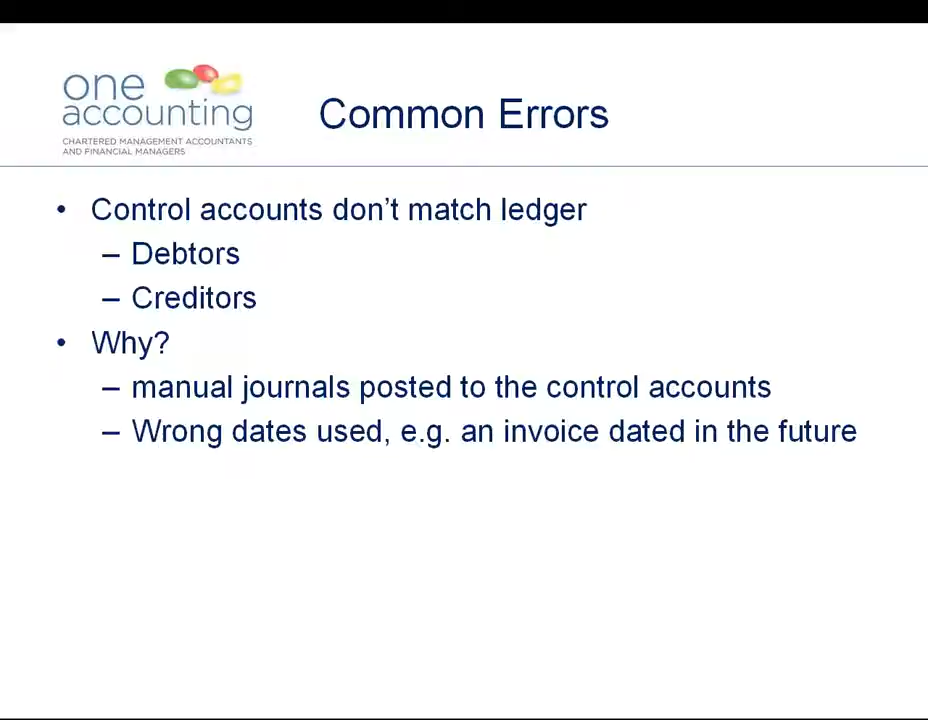 one
accounting
CHARTERED MANAGEMENT ACCOUNTANTS
AND FINANCIAL MANAGERS
Common Errors
• Control accounts don’t match ledger
– Debtors
– Creditors
• Why?
– manual journals posted to the control accounts
– Wrong dates used, e.g. an invoice dated in the future